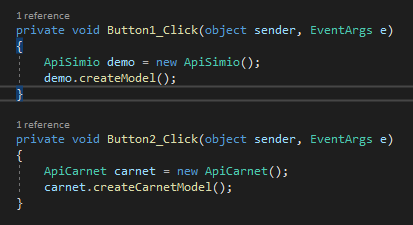 1 reference
private void Button1_Click(object sender, EventArgs e)
{
ApiSimio demo = new ApiSimio();
demo.createModel();
}
1 reference
private void Button2_Click(object sender, EventArgs e)
{
ApiCarnet carnet = new ApiCarnet();
carnet.createCarnetModel();
}